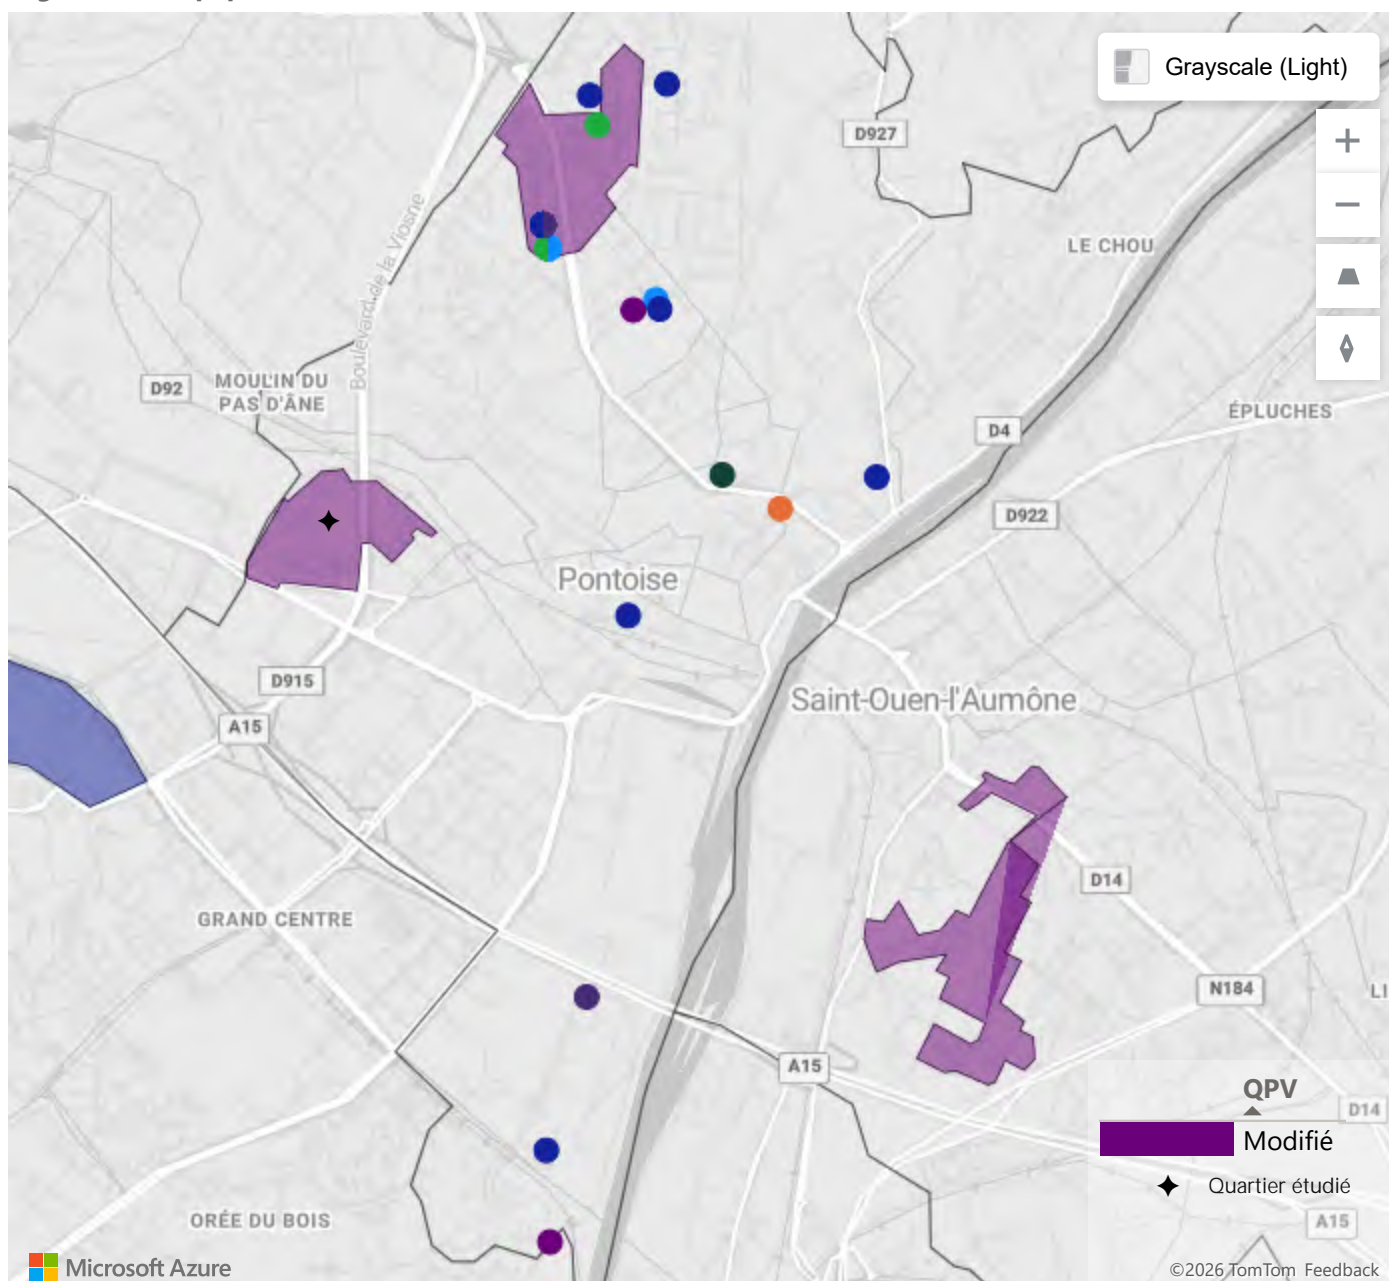 Grayscale (Light)
D927
LE CHOU
Boulevard de la Viosne
D92
MOULIN DU
PAS D'ÂNE
ÉPLUCHES
D4
D922
Pontoise
D915
Saint-Ouen-l'Aumône
A15
D14
GRAND CENTRE
N184
LI
A15
QPV
D14
Modifié
Quartier étudié
ORÉE DU BOIS
A15
Microsoft Azure
©2026 TomTom Feedback